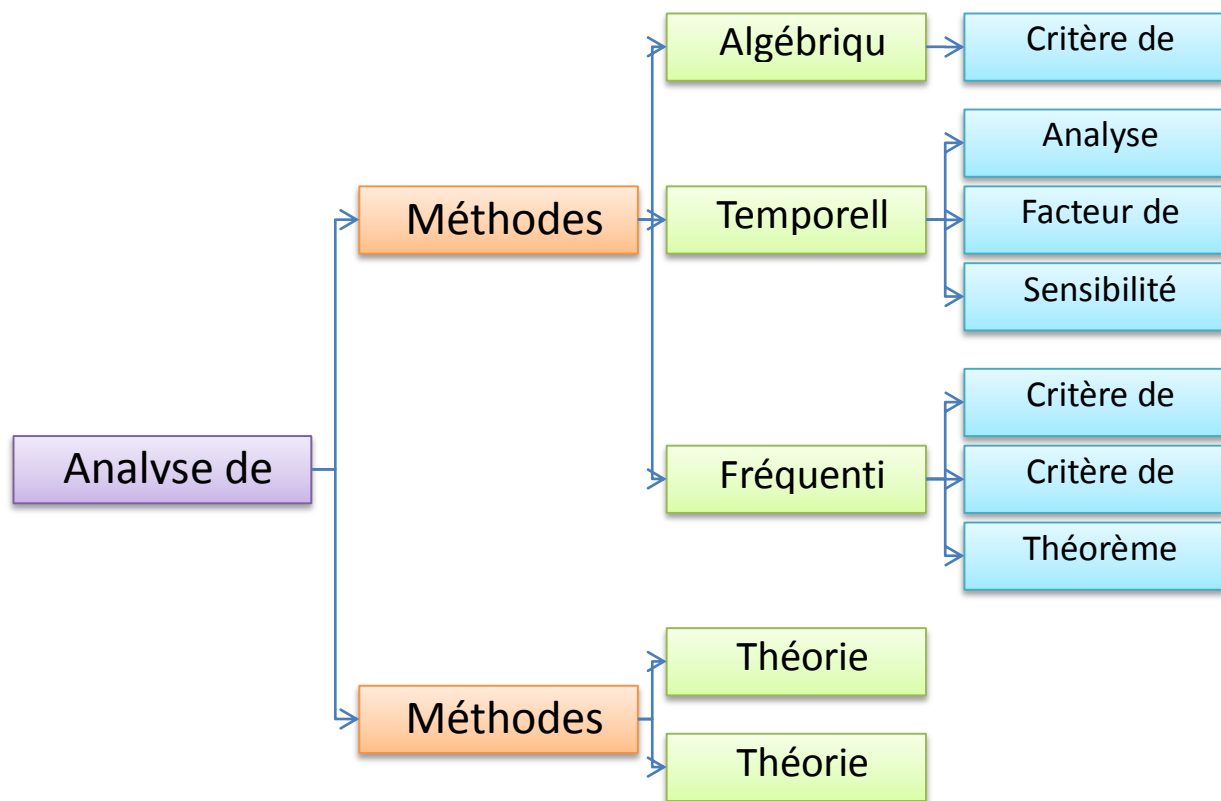 Analyse de
Méthodes
Algébriqu
Critère de
Temporell
Analyse
Facteur de
Sensibilité
Fréquenti
Critère de
Critère de
Théorème
Méthodes
Théorie
Théorie